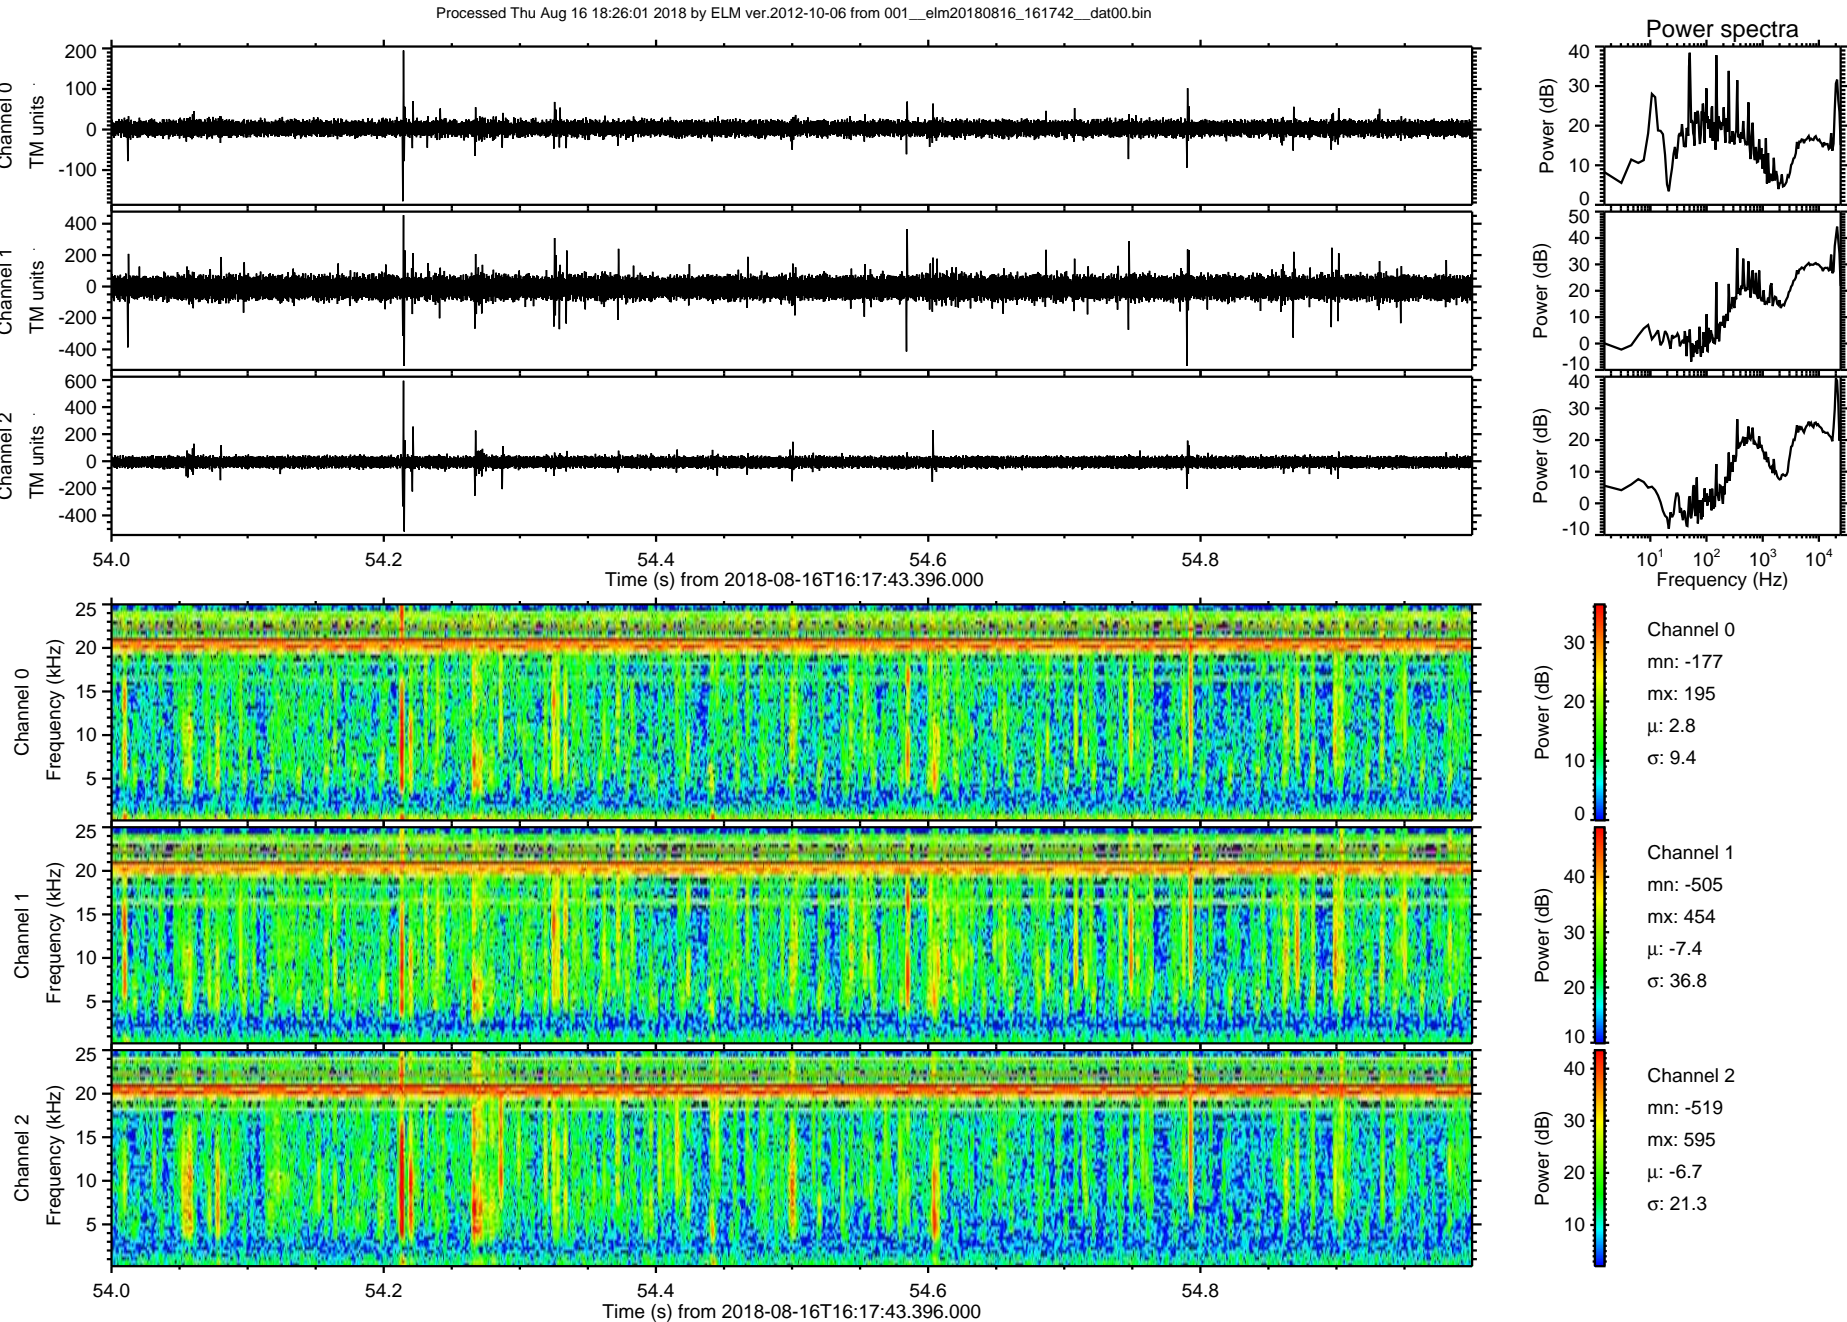 Processed Thu Aug 16 18:26:01 2018 by ELM ver.2012-10-06 from 001__elm20180816_161742__dat00.bin
Power spectra
Channel 0
TM units
200
100
0
-100
Power (dB)
40
30
20
10
0
Channel 1
TM units
400
200
0
-200
-400
Power (dB)
50
40
30
20
10
0
-10
Channel 2
TM units
600
400
200
0
-200
-400
Power (dB)
40
30
20
10
0
-10
54.0 54.2 54.4 54.6 54.8
Time (s) from 2018-08-16T16:17:43.396.000
10¹ 10² 10³ 10⁴
Frequency (Hz)
Channel 0
Frequency (kHz)
25
20
15
10
5
Power (dB)
30
20
10
0
Channel 0
mn: -177
mx: 195
μ: 2.8
σ: 9.4
Channel 1
Frequency (kHz)
25
20
15
10
5
Power (dB)
40
30
20
10
Channel 1
mn: -505
mx: 454
μ: -7.4
σ: 36.8
Channel 2
Frequency (kHz)
25
20
15
10
5
Power (dB)
40
30
20
10
Channel 2
mn: -519
mx: 595
μ: -6.7
σ: 21.3
54.0 54.2 54.4 54.6 54.8
Time (s) from 2018-08-16T16:17:43.396.000